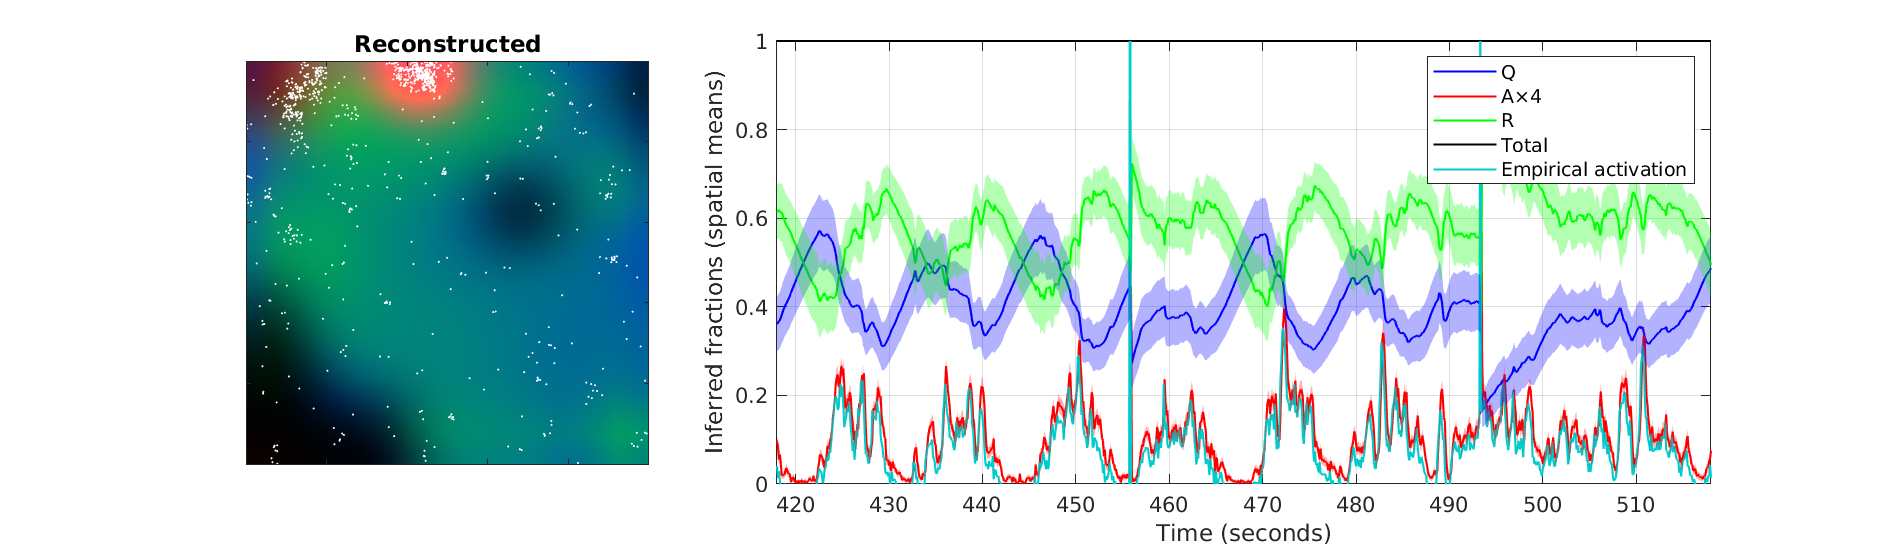 Reconstructed
Inferred fractions (spatial means)
1
0.8
0.6
0.4
0.2
0
Q
A×4
R
Total
Empirical activation
420 430 440 450 460 470 480 490 500 510
Time (seconds)